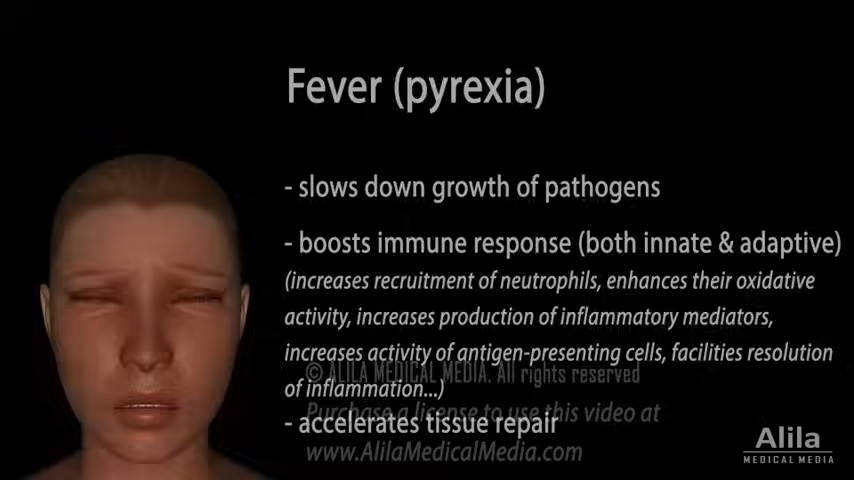 Fever (pyrexia)
- slows down growth of pathogens
- boosts immune response (both innate & adaptive)
(increases recruitment of neutrophils, enhances their oxidative
activity, increases production of inflammatory mediators,
increases activity of antigen-presenting cells, facilities resolution
© ALILA MEDICAL MEDIA. All rights reserved
of inflammation...)
Purchase a license to use this video at
- accelerates tissue repair
www.AlilaMedicalMedia.com
Alila
MEDICAL MEDIA